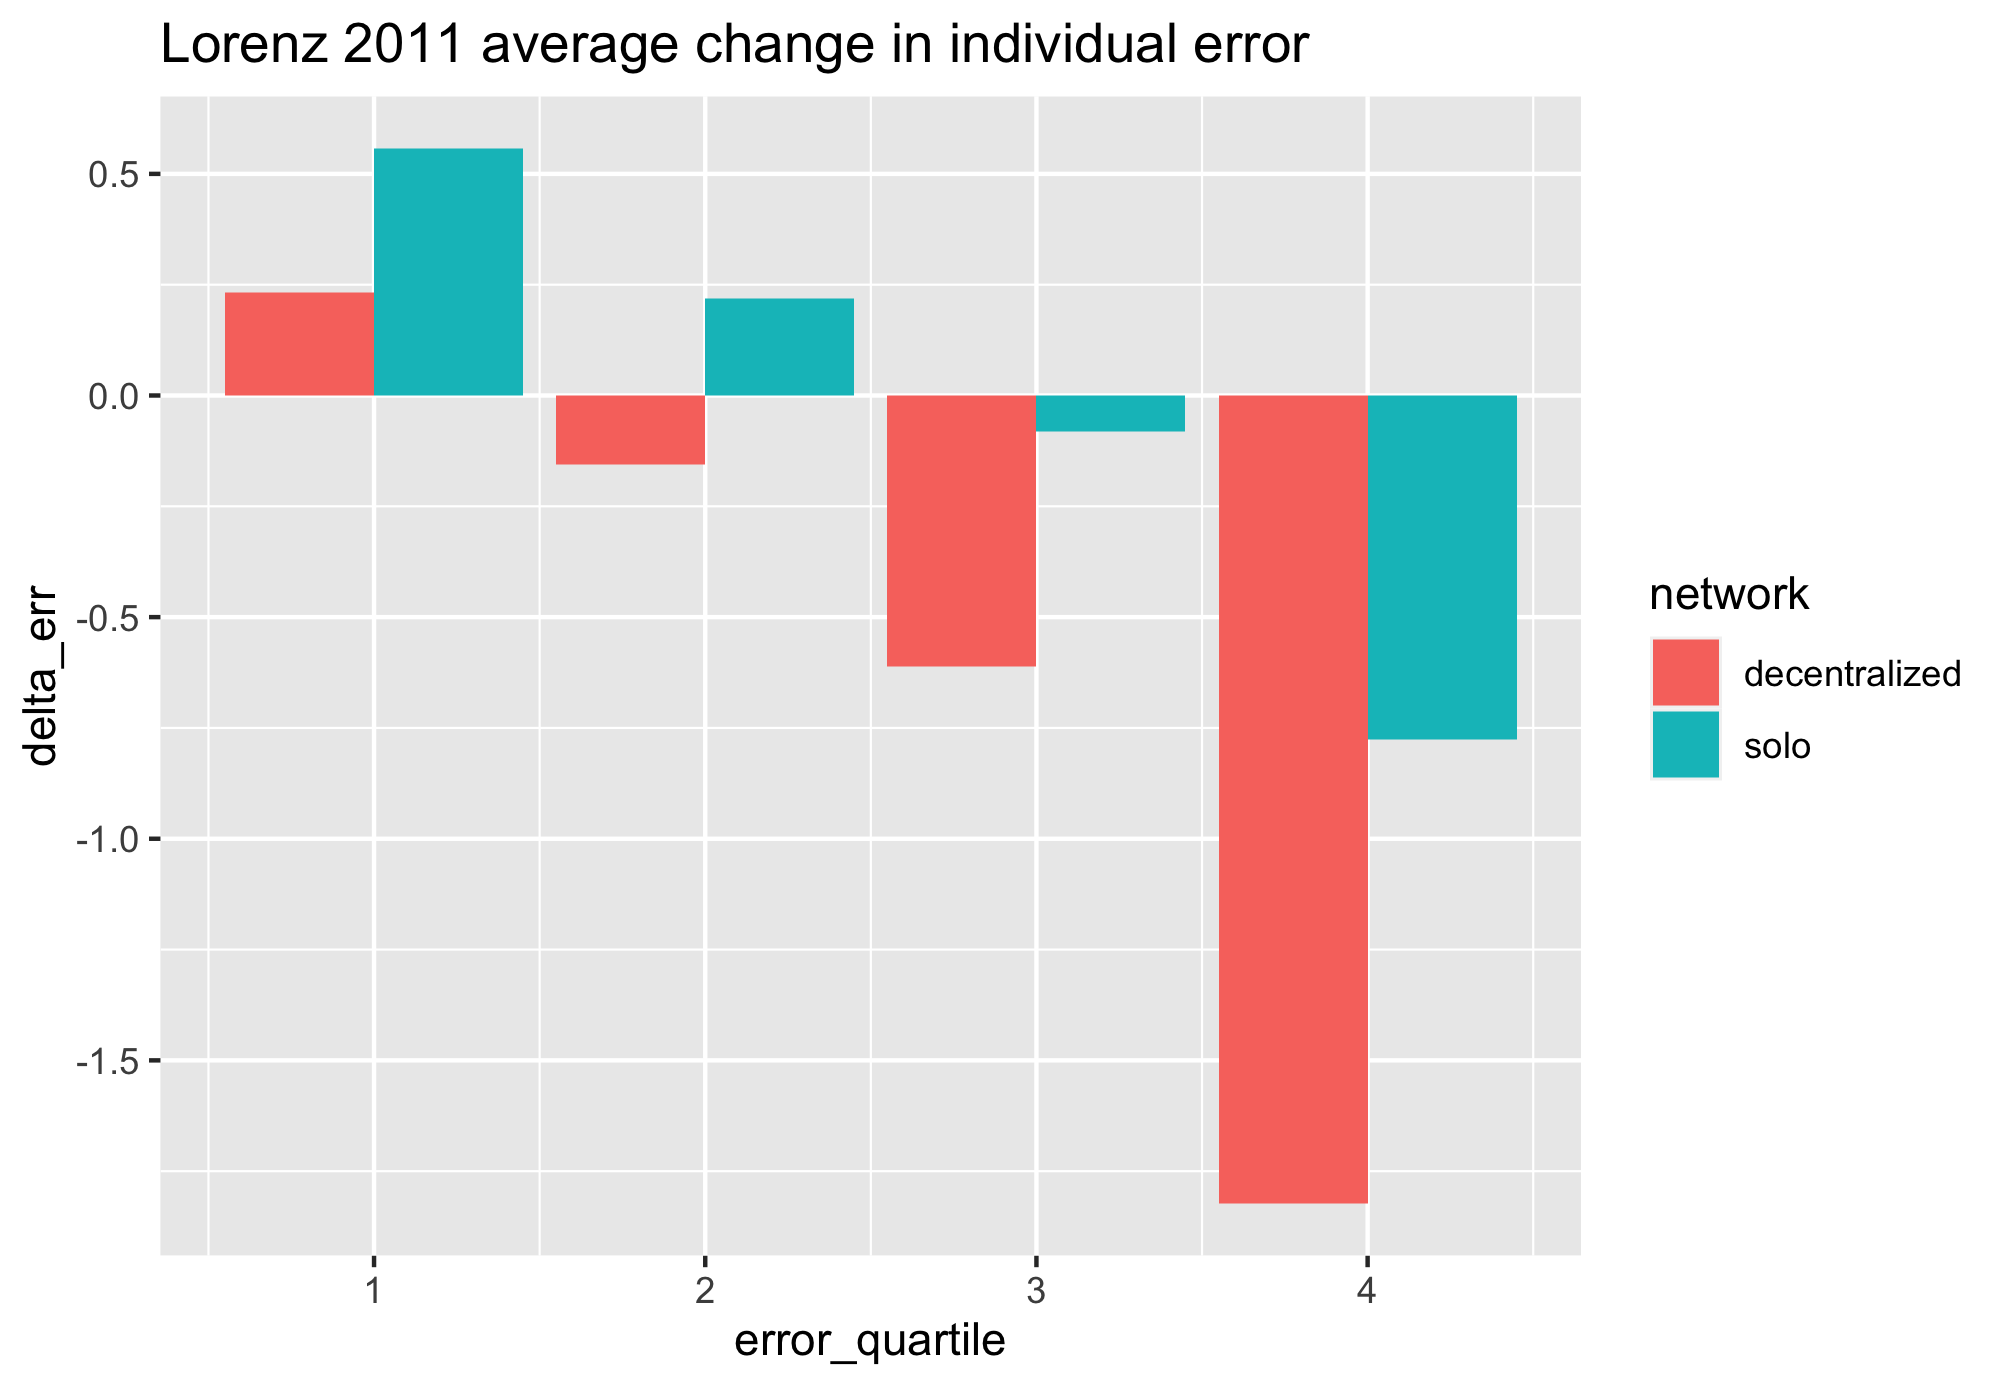 Lorenz 2011 average change in individual error
0.5
0.0
-0.5
-1.0
-1.5
delta_err
1 2 3 4
error_quartile
network
decentralized
solo